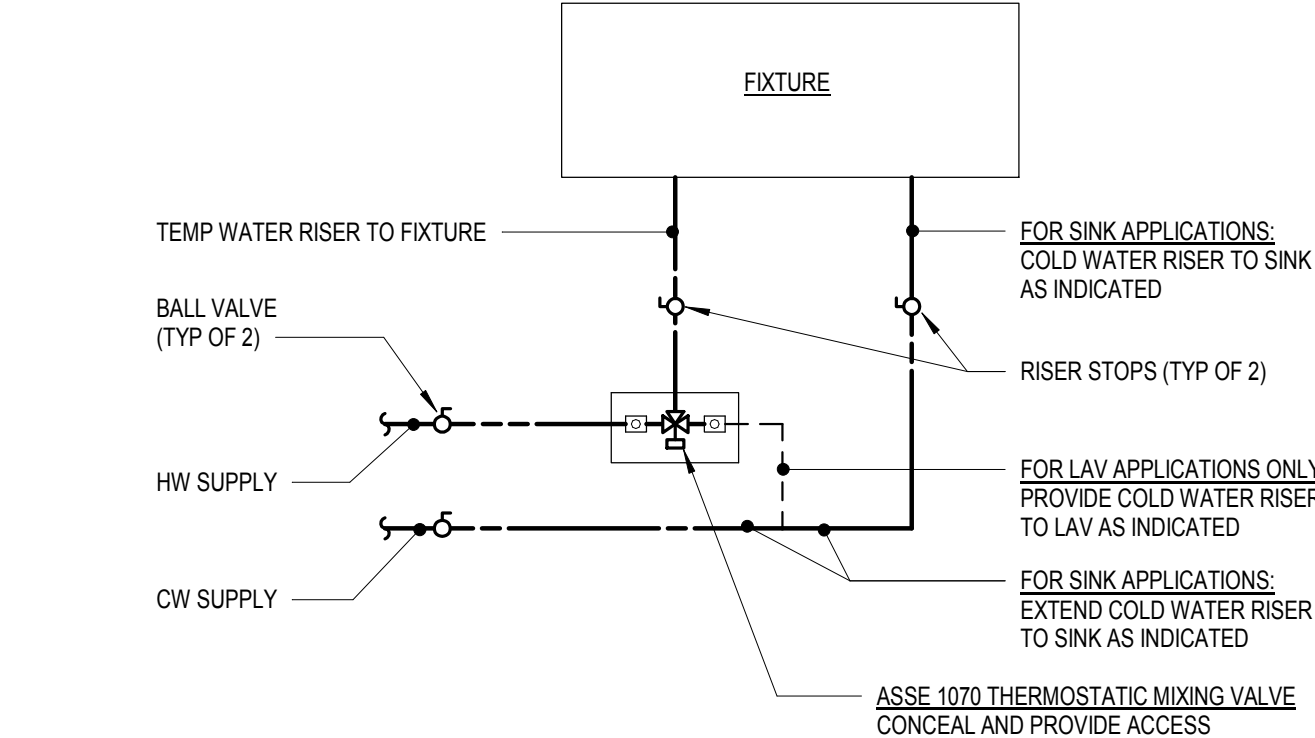 FIXTURE
TEMP WATER RISER TO FIXTURE
FOR SINK APPLICATIONS:
COLD WATER RISER TO SINK
AS INDICATED
BALL VALVE
(TYP OF 2)
RISER STOPS (TYP OF 2)
HW SUPPLY
FOR LAV APPLICATIONS ONLY
PROVIDE COLD WATER RISER
TO LAV AS INDICATED
CW SUPPLY
FOR SINK APPLICATIONS:
EXTEND COLD WATER RISER
TO SINK AS INDICATED
ASSE 1070 THERMOSTATIC MIXING VALVE
CONCEAL AND PROVIDE ACCESS